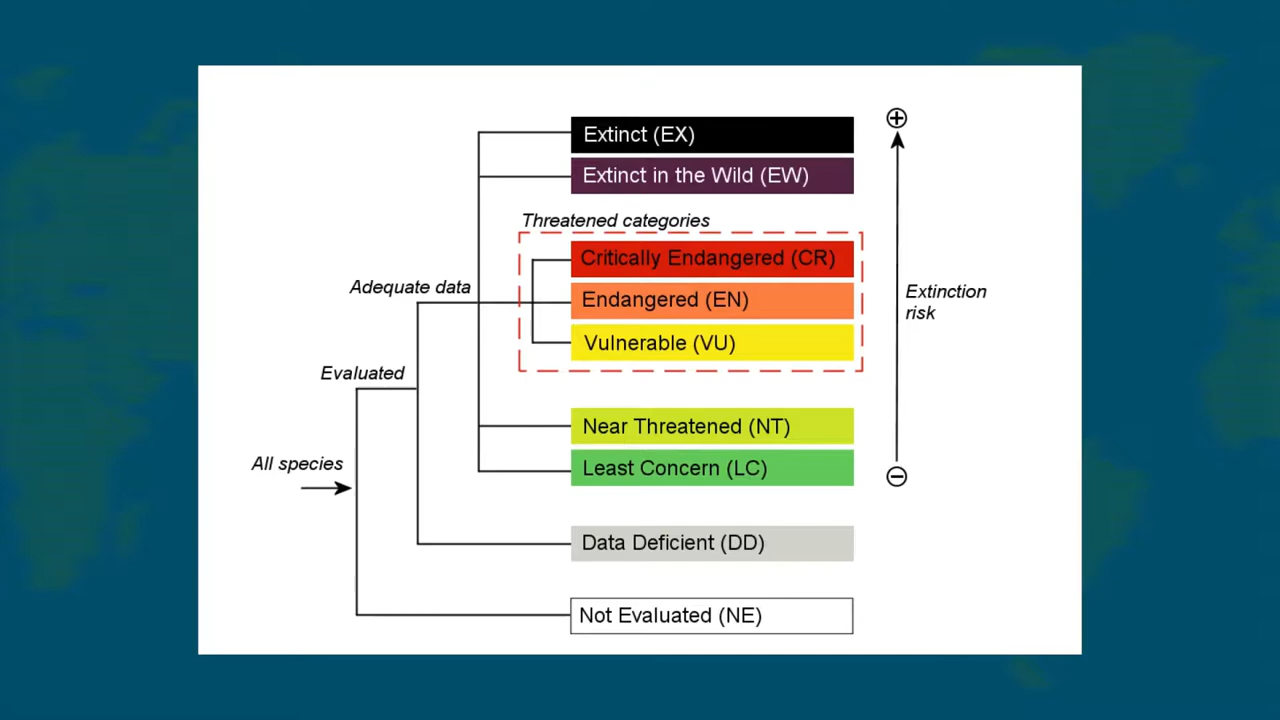 Extinct (EX)
Extinct in the Wild (EW)
Threatened categories
Critically Endangered (CR)
Adequate data
Endangered (EN)
Extinction
risk
Vulnerable (VU)
Evaluated
Near Threatened (NT)
All species
Least Concern (LC)
Data Deficient (DD)
Not Evaluated (NE)